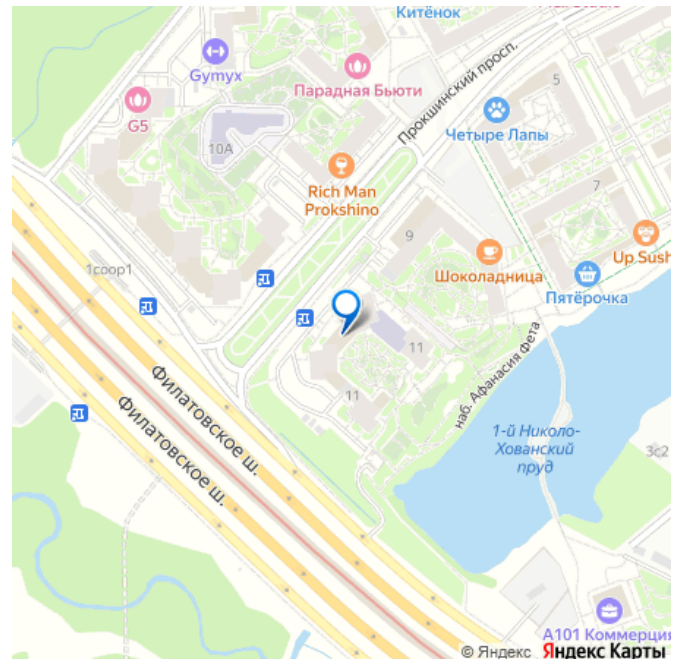 Китёнок
Gymyx
Парадная Бьюти
Прокшинский просп.
5
G5
Четыре Лапы
10А
Rich Man
Prokshino
7
9
Up Sush
Шоколадница
1соор1
Пятёрочка
11
наб. Афанасия Фета
11
Филатовское ш.
Филатовское ш.
1-й Николо-
Хованский
пруд
3с2
А101 Коммерция
© Яндекс Яндекс Карты